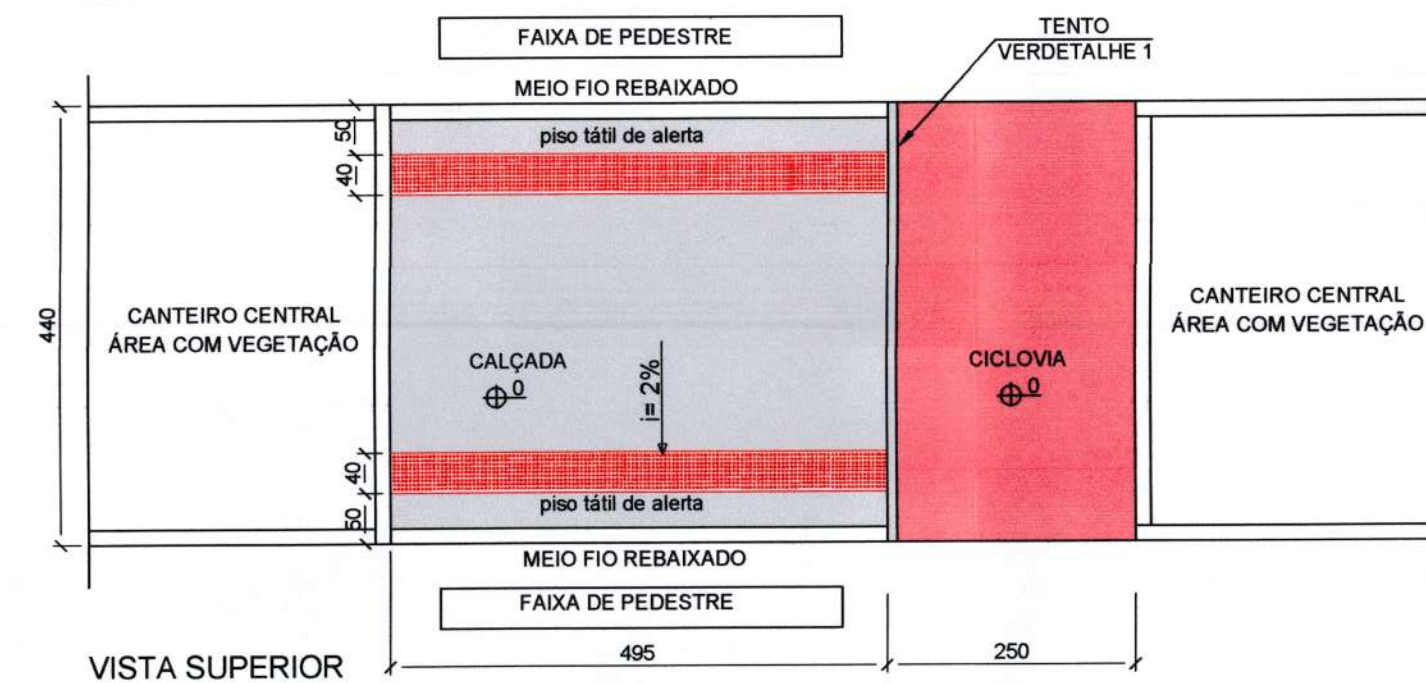 FAIXA DE PEDESTRE
TENTO
VERDETALHE 1
MEIO FIO REBAIXADO
50
piso tátil de alerta
40
440
CANTEIRO CENTRAL
ÁREA COM VEGETAÇÃO
CALÇADA
0
i= 2%
CICLOVIA
0
CANTEIRO CENTRAL
ÁREA COM VEGETAÇÃO
40
piso tátil de alerta
50
MEIO FIO REBAIXADO
FAIXA DE PEDESTRE
495
250
VISTA SUPERIOR